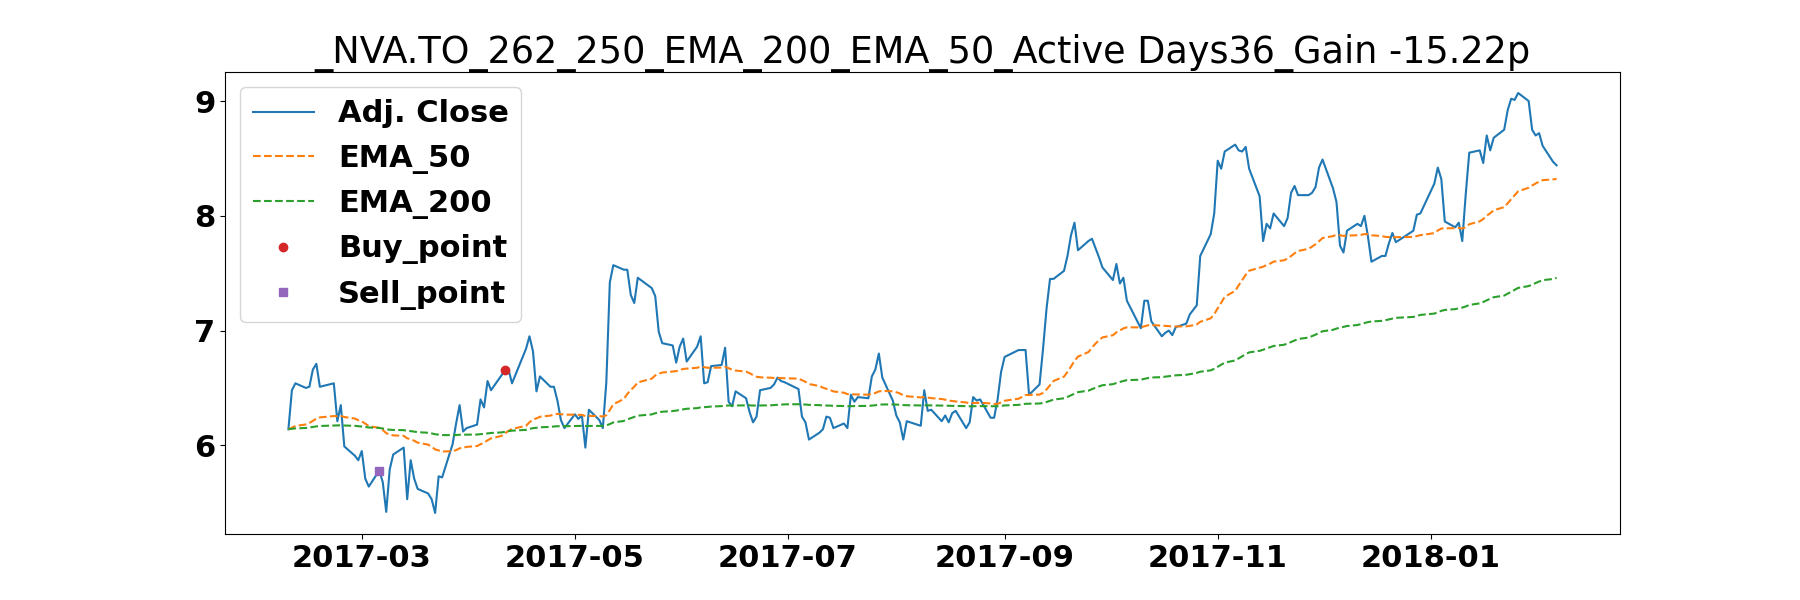 _NVA.TO_262_250_EMA_200_EMA_50_Active Days36_Gain -15.22p
9
8
7
6
Adj. Close
EMA_50
EMA_200
Buy_point
Sell_point
2017-03 2017-05 2017-07 2017-09 2017-11 2018-01